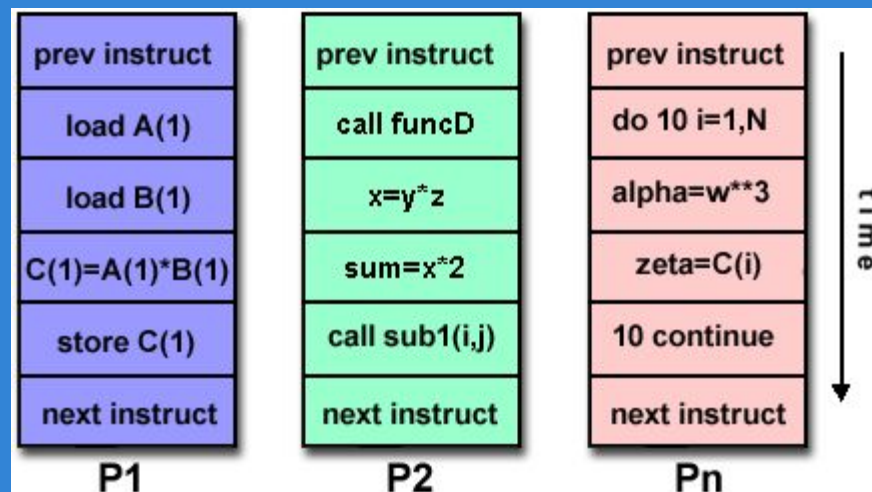 prev instruct
load A(1)
load B(1)
C(1)=A(1)*B(1)
store C(1)
next instruct
P1
prev instruct
call funcD
x=y*z
sum=x*2
call sub1(i,j)
next instruct
P2
prev instruct
do 10 i=1,N
alpha=w**3
zeta=C(i)
10 continue
next instruct
Pn
time